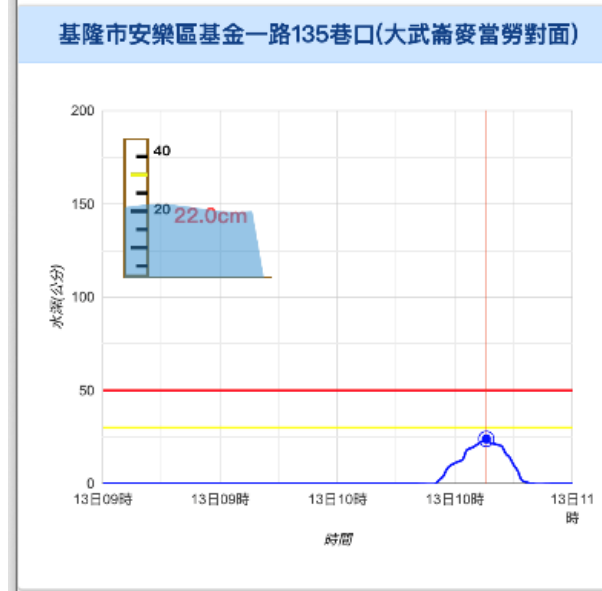 基隆市安樂區基金一路135巷口(大武崙麥當勞對面)
200
40
150
20
22.0cm
水深(公分)
100
50
0
13日09時
13日09時
13日10時
13日10時
13日11
時
時間